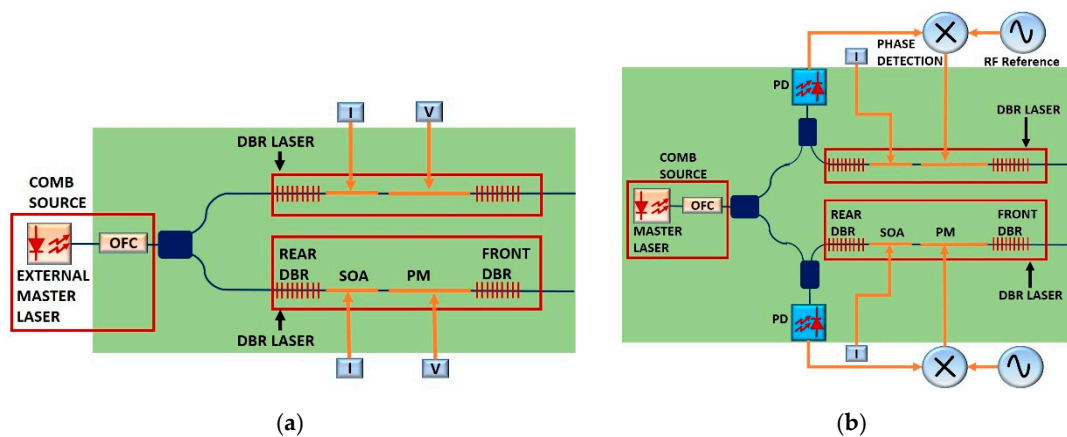 I
V
DBR LASER
COMB
SOURCE
OFC
EXTERNAL
MASTER
LASER
REAR
DBR
SOA
PM
FRONT
DBR
DBR LASER
I
V
(a)
PHASE
DETECTION
RF Reference
I
PD
DBR LASER
COMB
SOURCE
OFC
MASTER
LASER
REAR
DBR
SOA
PM
FRONT
DBR
DBR LASER
PD
I
(b)